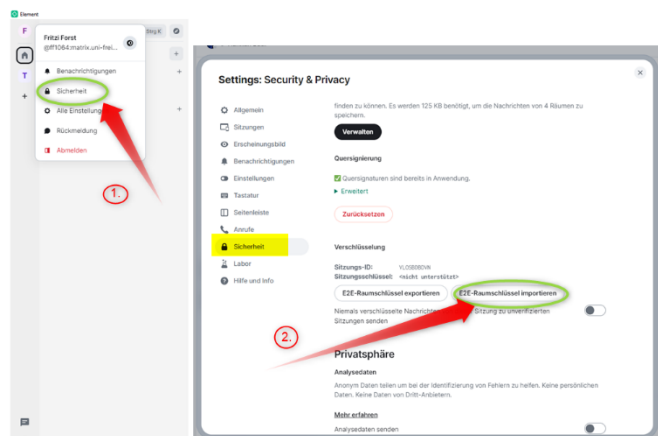 Element
F
Fritzi Forst
@ff1064:matrix.uni-frei...
ing K
T
Benachrichtigungen
Sicherheit
Alle Einstellung
Rückmeldung
Abmelden
1.
Settings: Security & Privacy
Allgemein
Sitzungen
Erscheinungsbild
Benachrichtigungen
Einstellungen
Tastatur
Seitenleiste
Anrufe
Sicherheit
Labor
Hilfe und Info
finden zu können. Es werden 125 KB benötigt, um die Nachrichten von 4 Räumen zu
speichern.
Verwalten
Quersignierung
Quersignaturen sind bereits in Anwendung.
Erweitert
Zurücksetzen
Verschlüsselung
Sitzungs-ID:
Sitzungsschlüssel: <nicht unterstützt>
E2E-Raumschlüssel exportieren
E2E-Raumschlüssel importieren
Niemals verschlüsselte Nachrichten Sitzung zu unverifizierten
Sitzungen senden
2.
Privatsphäre
Analysedaten
Anonym Daten teilen um bei der Identifizierung von Fehlern zu helfen. Keine persönlichen
Daten. Keine Daten von Dritt-Anbietern.
Mehr erfahren
Analysedaten senden